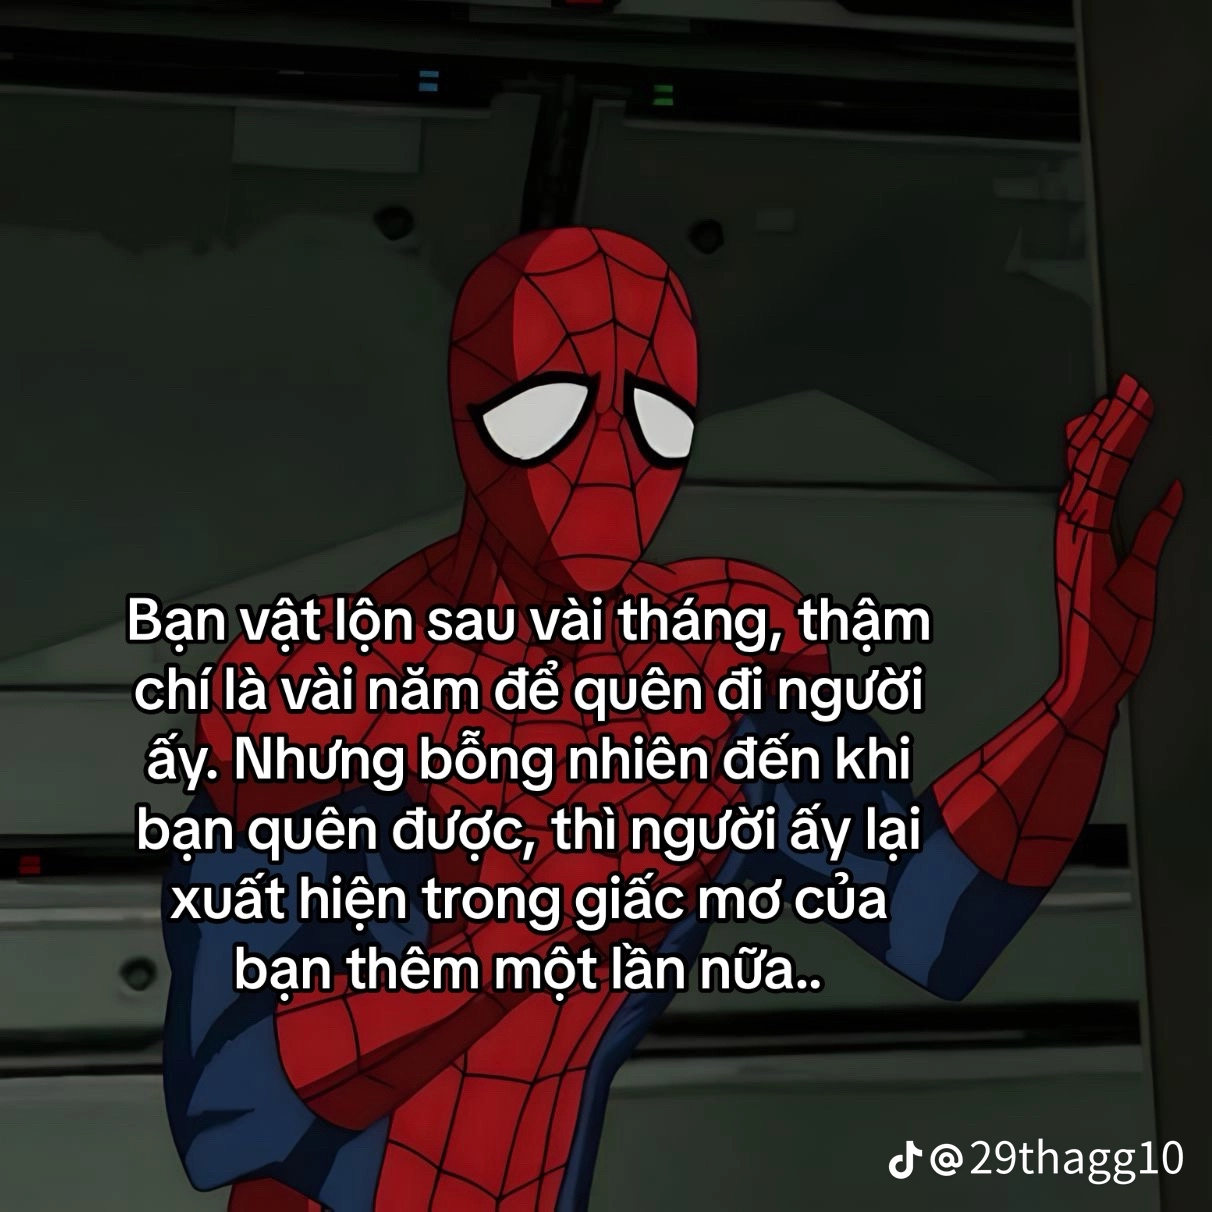 Bạn vật lộn sau vài tháng, thậm
chí là vài năm để quên đi người
ấy. Nhưng bỗng nhiên đến khi
bạn quên được, thì người ấy lại
xuất hiện trong giấc mơ của
bạn thêm một lần nữa..
@29thagg10